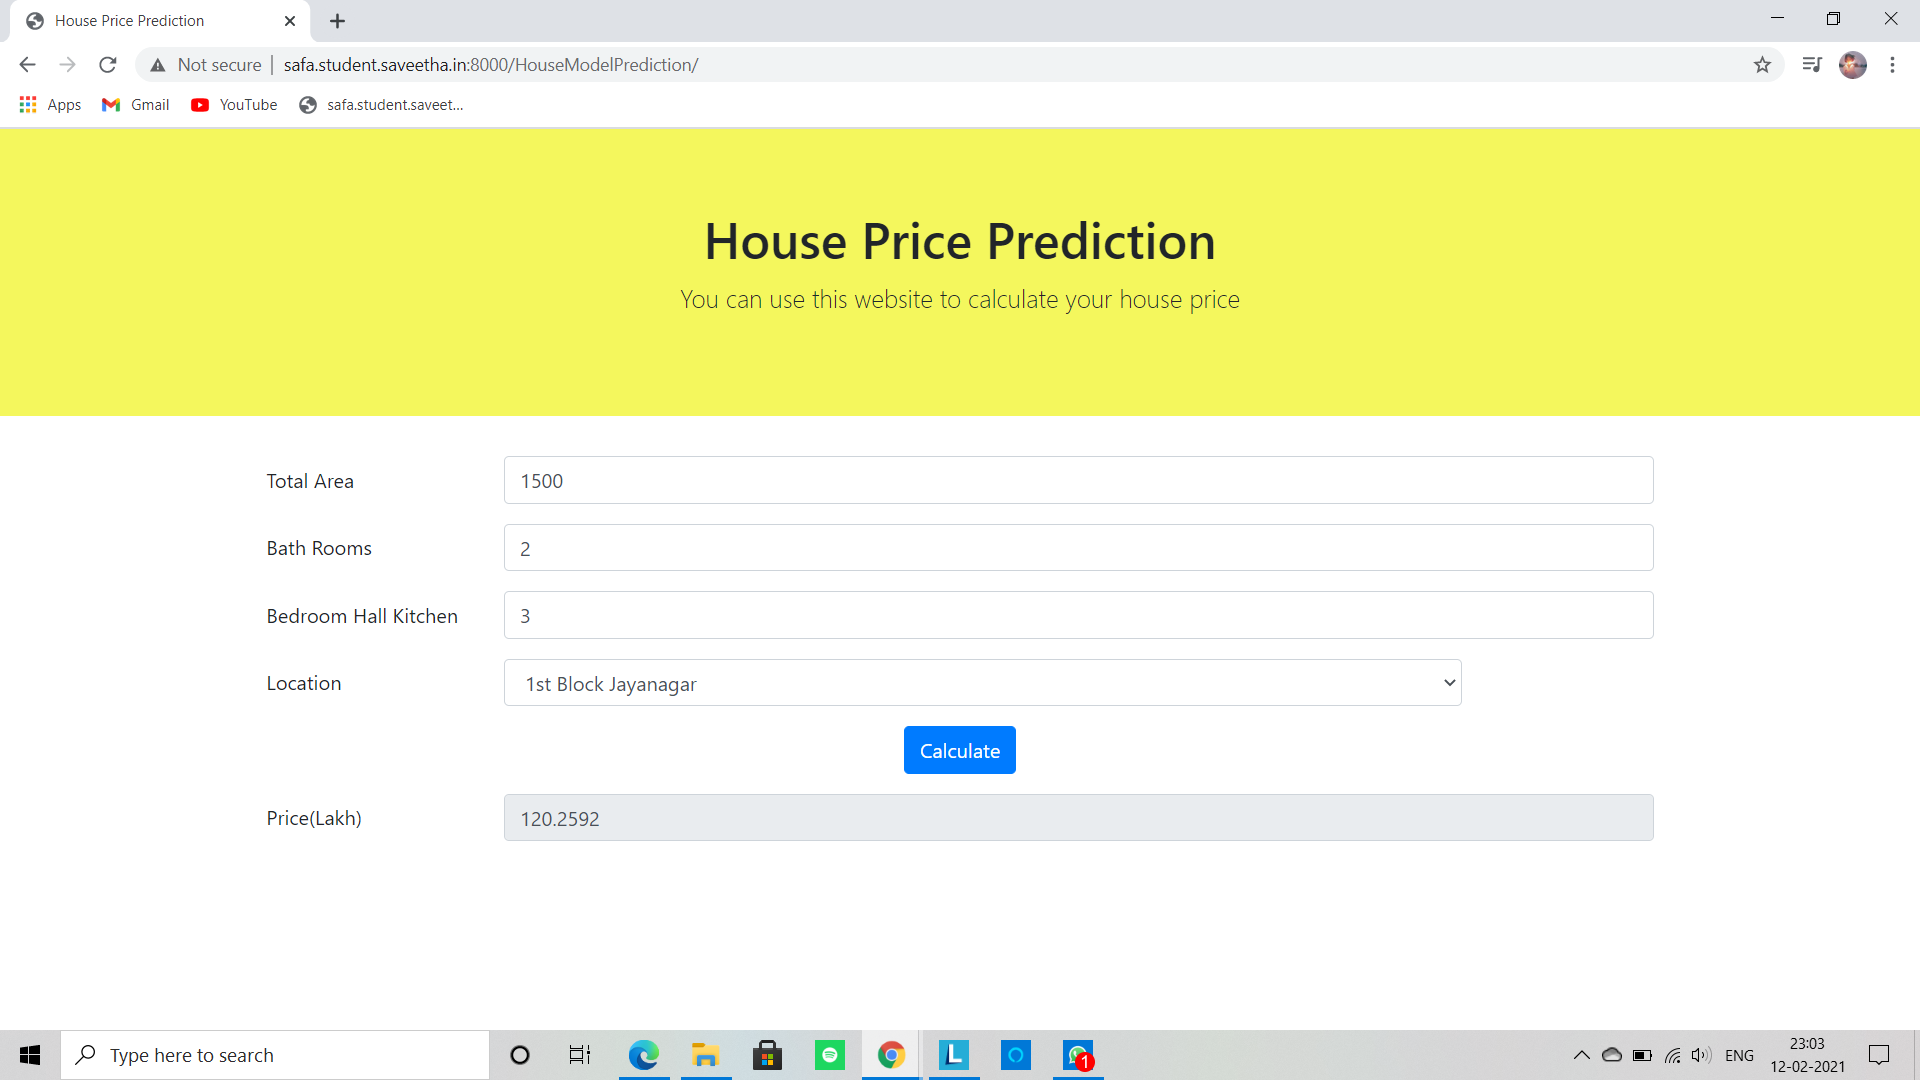 House Price Prediction
Not secure | safa.student.saveetha.in:8000/HouseModelPrediction/
Apps Gmail YouTube safa.student.saveet...
House Price Prediction
You can use this website to calculate your house price
Total Area 1500
Bath Rooms 2
Bedroom Hall Kitchen 3
Location 1st Block Jayanagar
Calculate
Price(Lakh) 120.2592
Type here to search L 1 ENG 23:03
12-02-2021